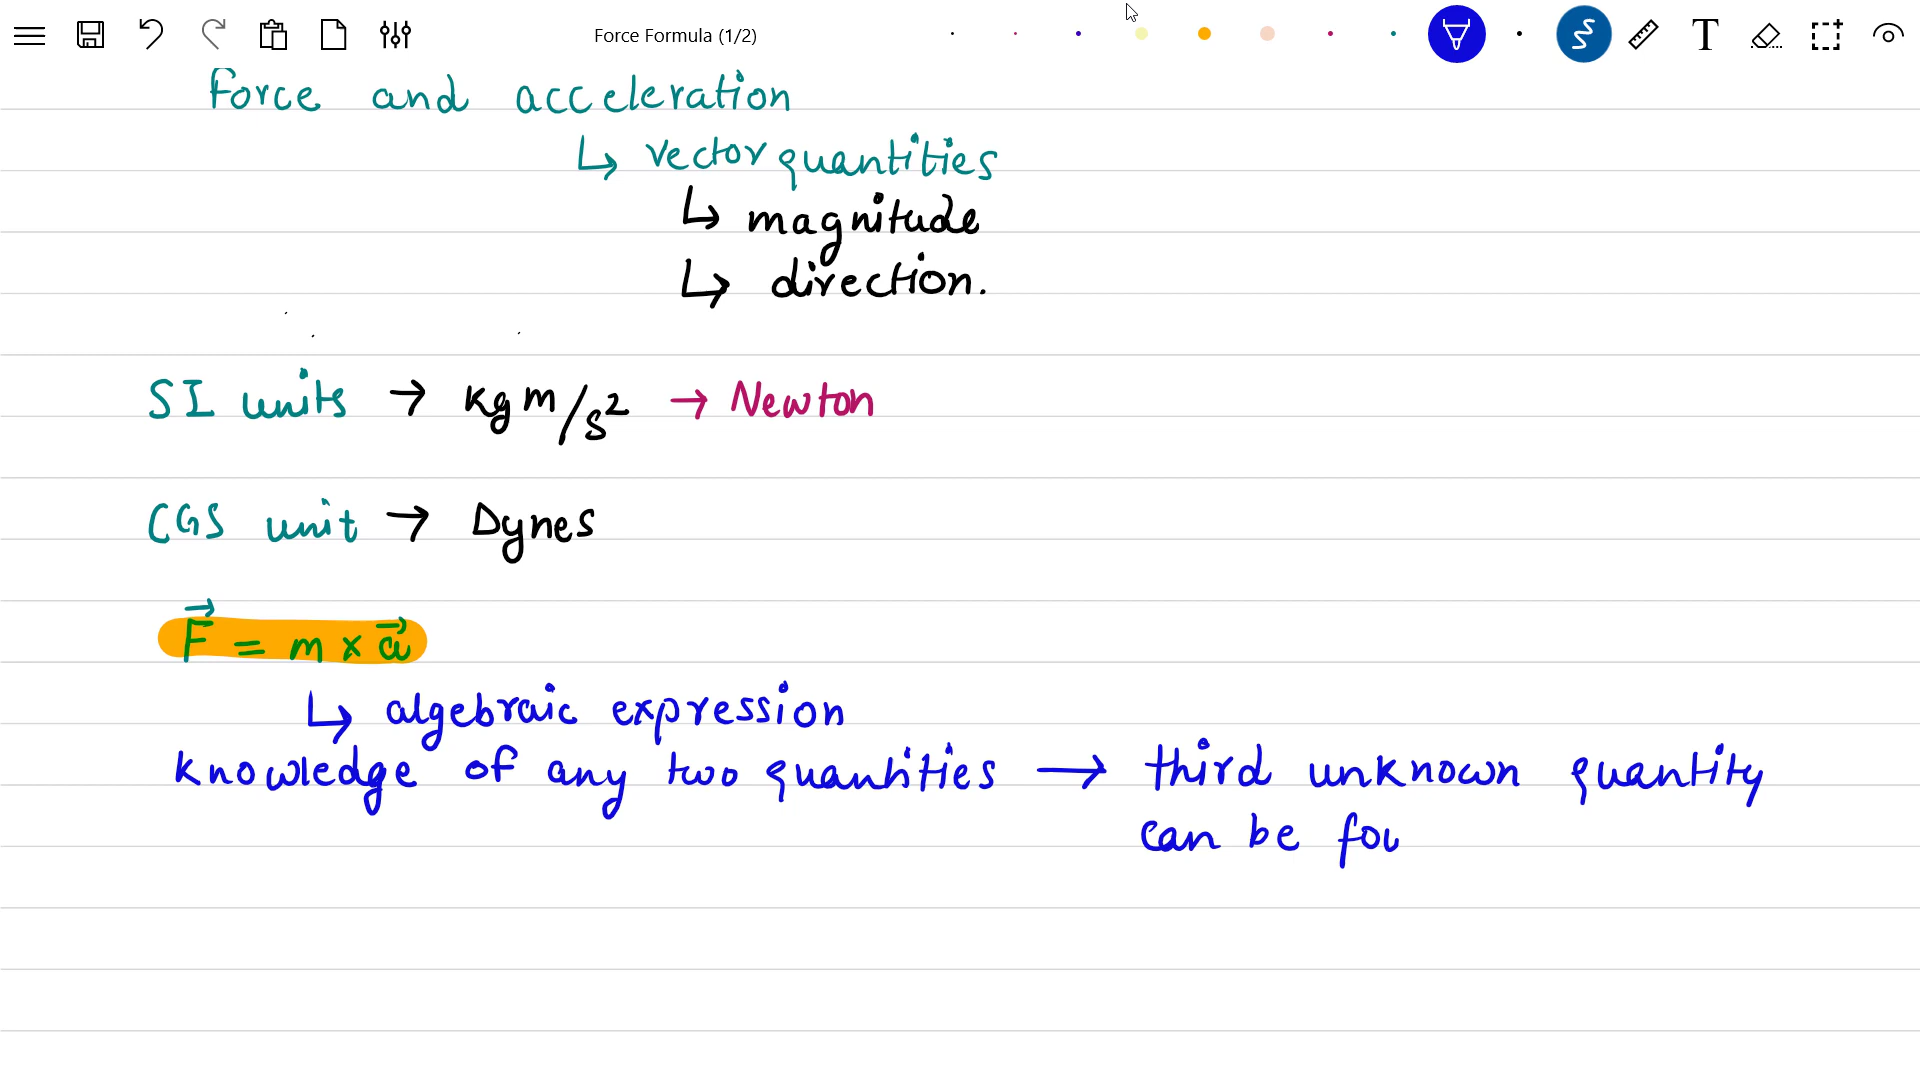 Force Formula (1/2)
T
Force and acceleration
↳ vector quantities
↳ magnitude
↳ direction.
SI units → kg m/s² → Newton
CGS unit → Dynes
F⃗ = m × a⃗
↳ algebraic expression
knowledge of any two quantities → third unknown quantity
can be fou